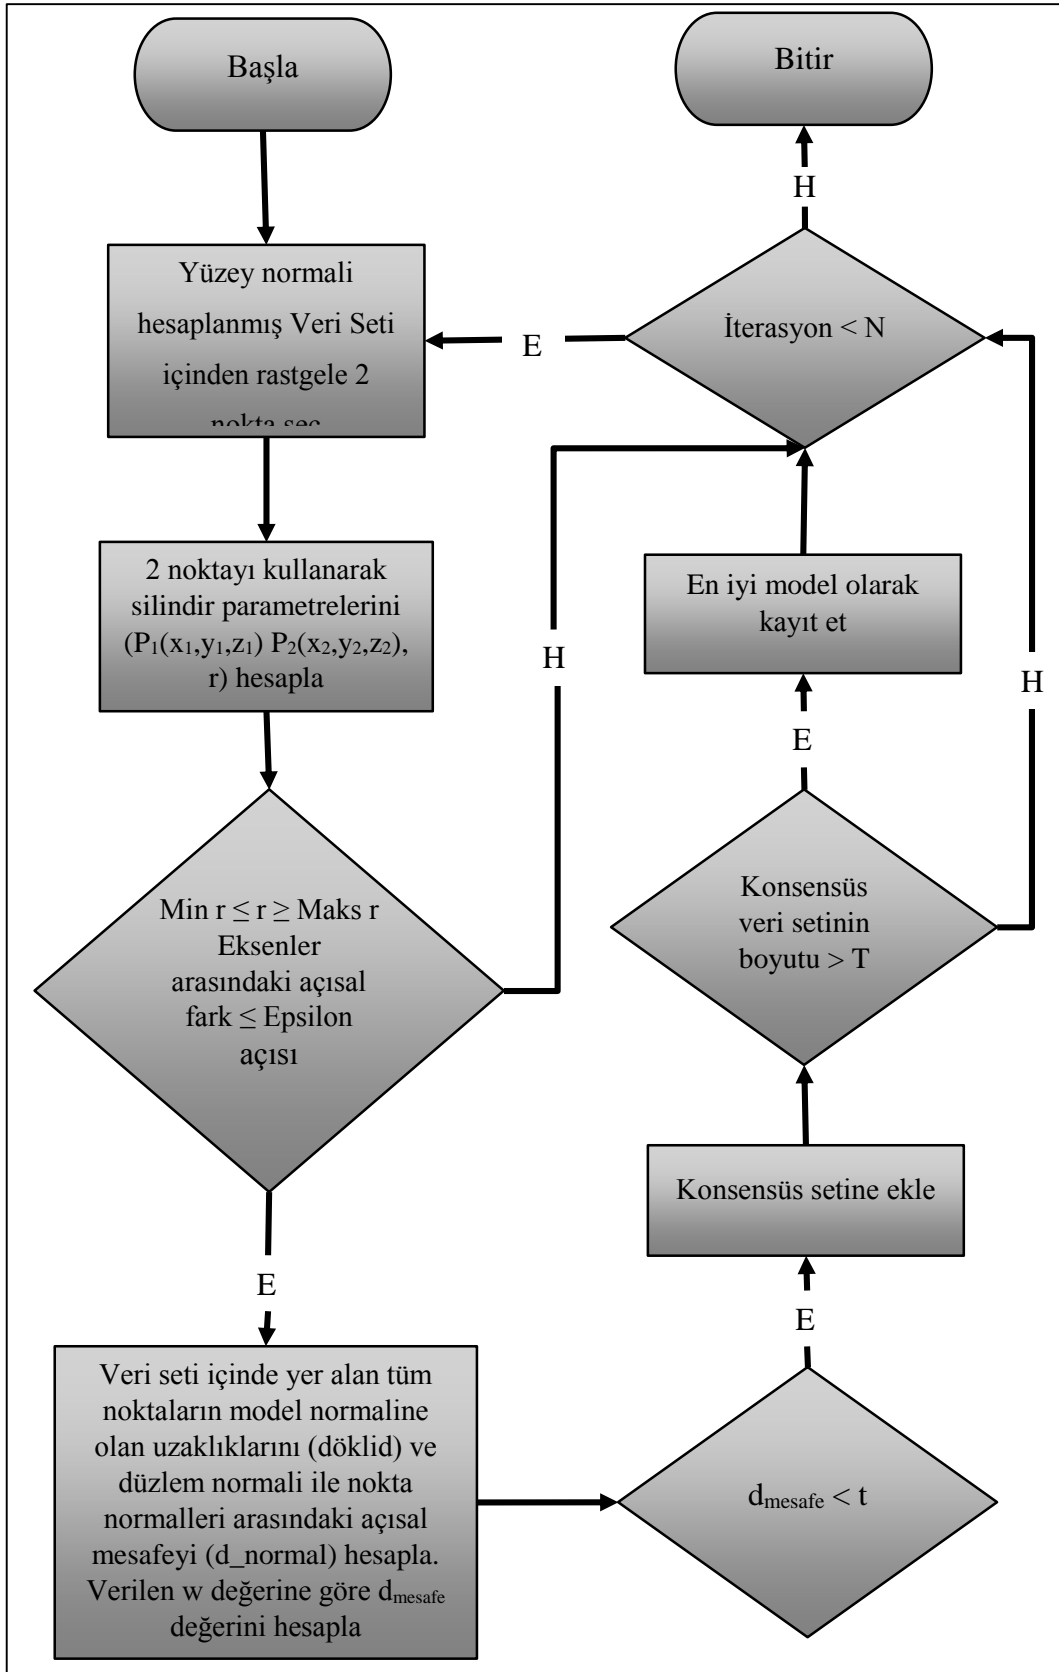 Başla
Yüzey normali
hesaplanmış Veri Seti
içinden rastgele 2
nokta seç
2 noktayı kullanarak
silindir parametrelerini
(P₁(x₁,y₁,z₁) P₂(x₂,y₂,z₂),
r) hesapla
Min r ≤ r ≥ Maks r
Eksenler
arasındaki açısal
fark ≤ Epsilon
açısı
H
E
Veri seti içinde yer alan tüm
noktaların model normaline
olan uzaklıklarını (döklid) ve
düzlem normali ile nokta
normalleri arasındaki açısal
mesafeyi (d_normal) hesapla.
Verilen w değerine göre dmesafe
değerini hesapla
dmesafe < t
E
Konsensüs setine ekle
Konsensüs
veri setinin
boyutu > T
E
H
En iyi model olarak
kayıt et
İterasyon < N
E
H
Bitir